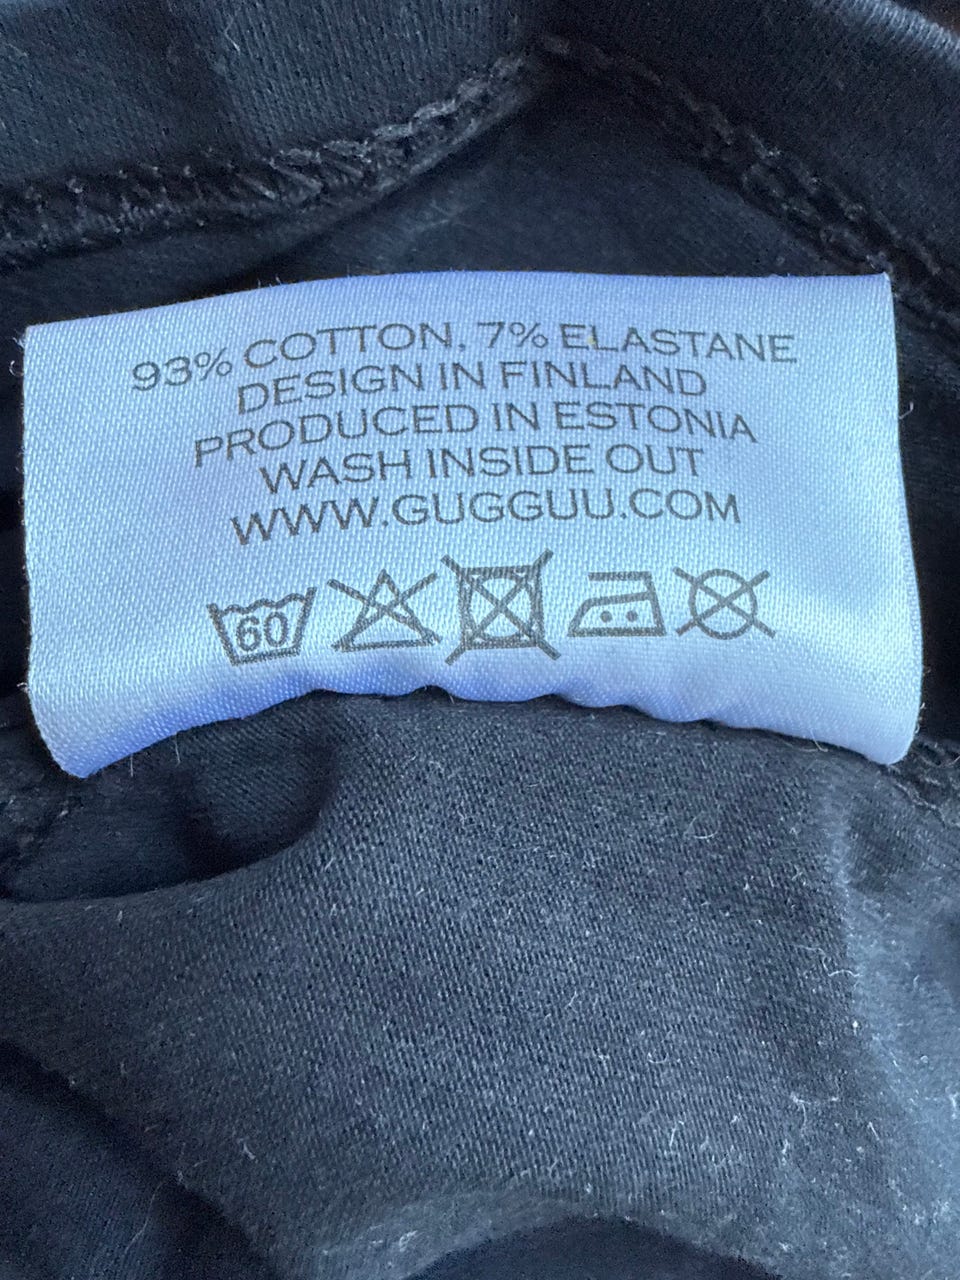 93% COTTON, 7% ELASTANE
DESIGN IN FINLAND
PRODUCED IN ESTONIA
WASH INSIDE OUT
WWW.GUGGUU.COM
60